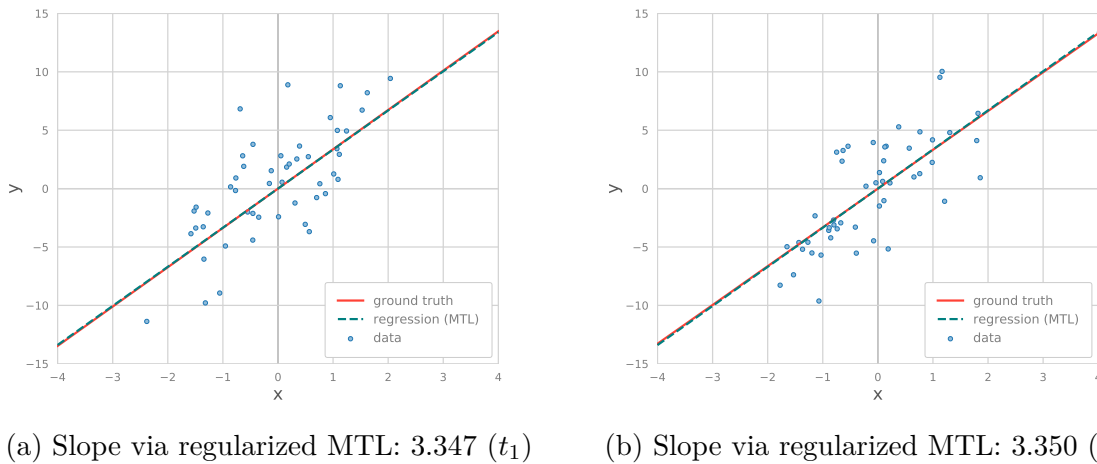 15
10
5
0
−5
−10
−15
y
−4 −3 −2 −1 0 1 2 3 4
x
ground truth
regression (MTL)
data
(a) Slope via regularized MTL: 3.347 (t₁)
15
10
5
0
−5
−10
−15
y
−4 −3 −2 −1 0 1 2 3 4
x
ground truth
regression (MTL)
data
(b) Slope via regularized MTL: 3.350 (